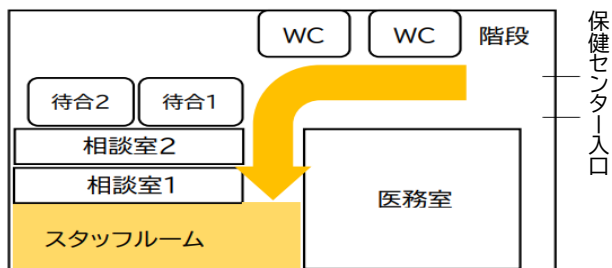 WC
WC
階段
保健センター入口
待合2
待合1
相談室2
相談室1
医務室
スタッフルーム